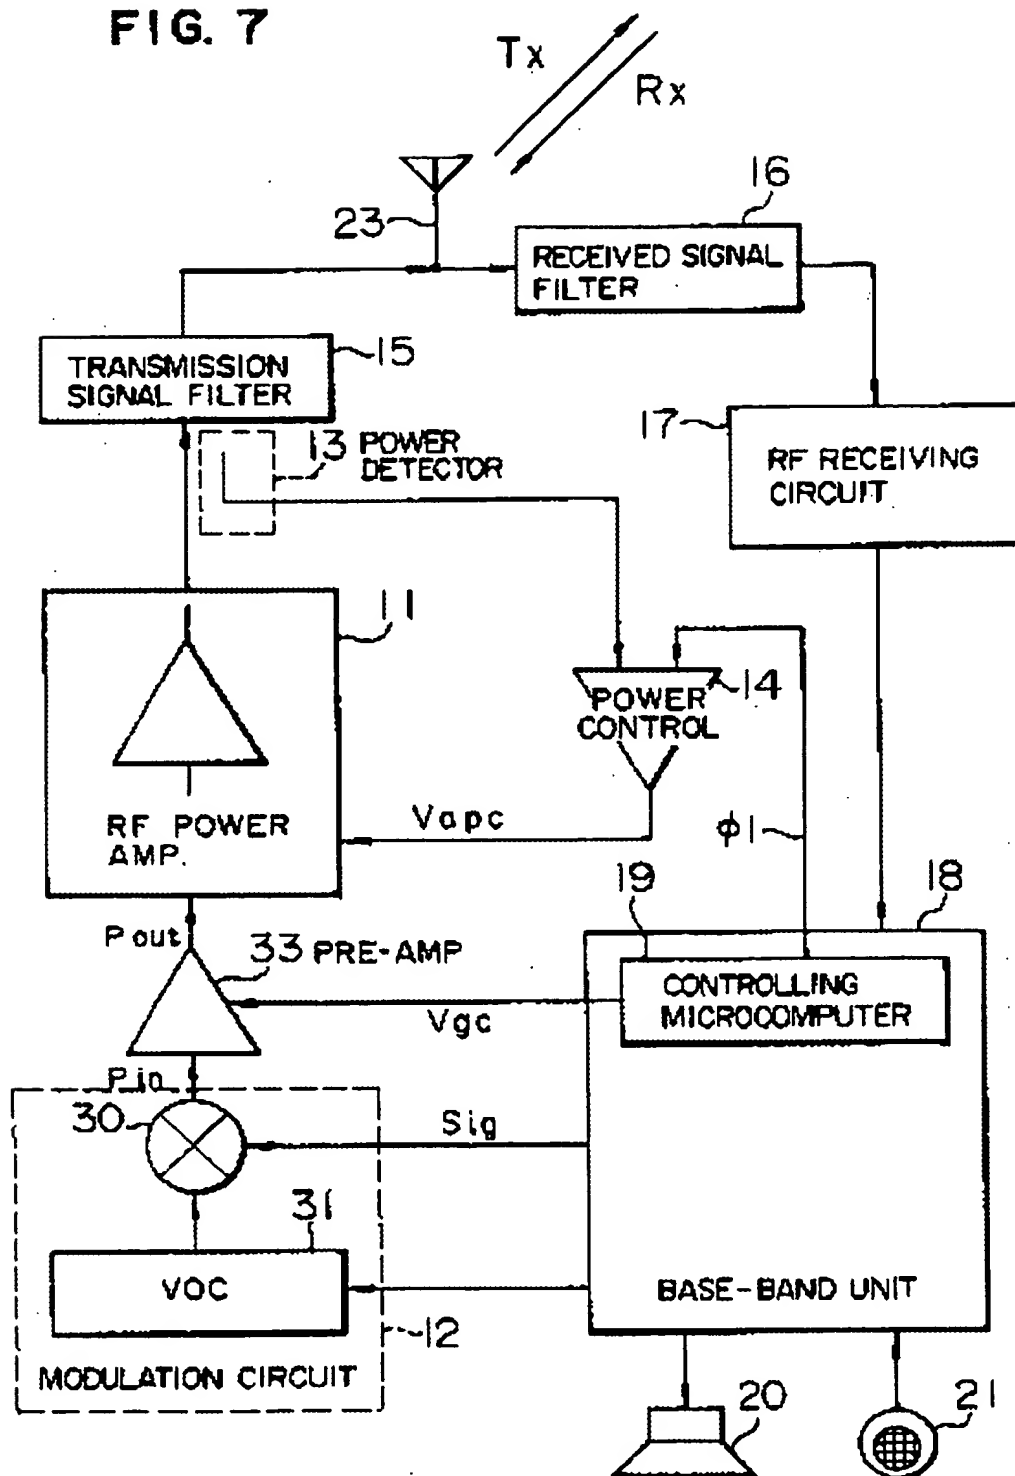 FIG. 7
Tx
Rx
23
16
RECEIVED SIGNAL
FILTER
TRANSMISSION
SIGNAL FILTER
15
13 POWER
DETECTOR
17
RF RECEIVING
CIRCUIT
11
RF POWER
AMP.
14
POWER
CONTROL
Vapc
φ1
19
18
Pout
33 PRE-AMP
Vgc
CONTROLLING
MICROCOMPUTER
Pin
30
Sig
31
VOC
12
MODULATION CIRCUIT
BASE-BAND UNIT
20
21